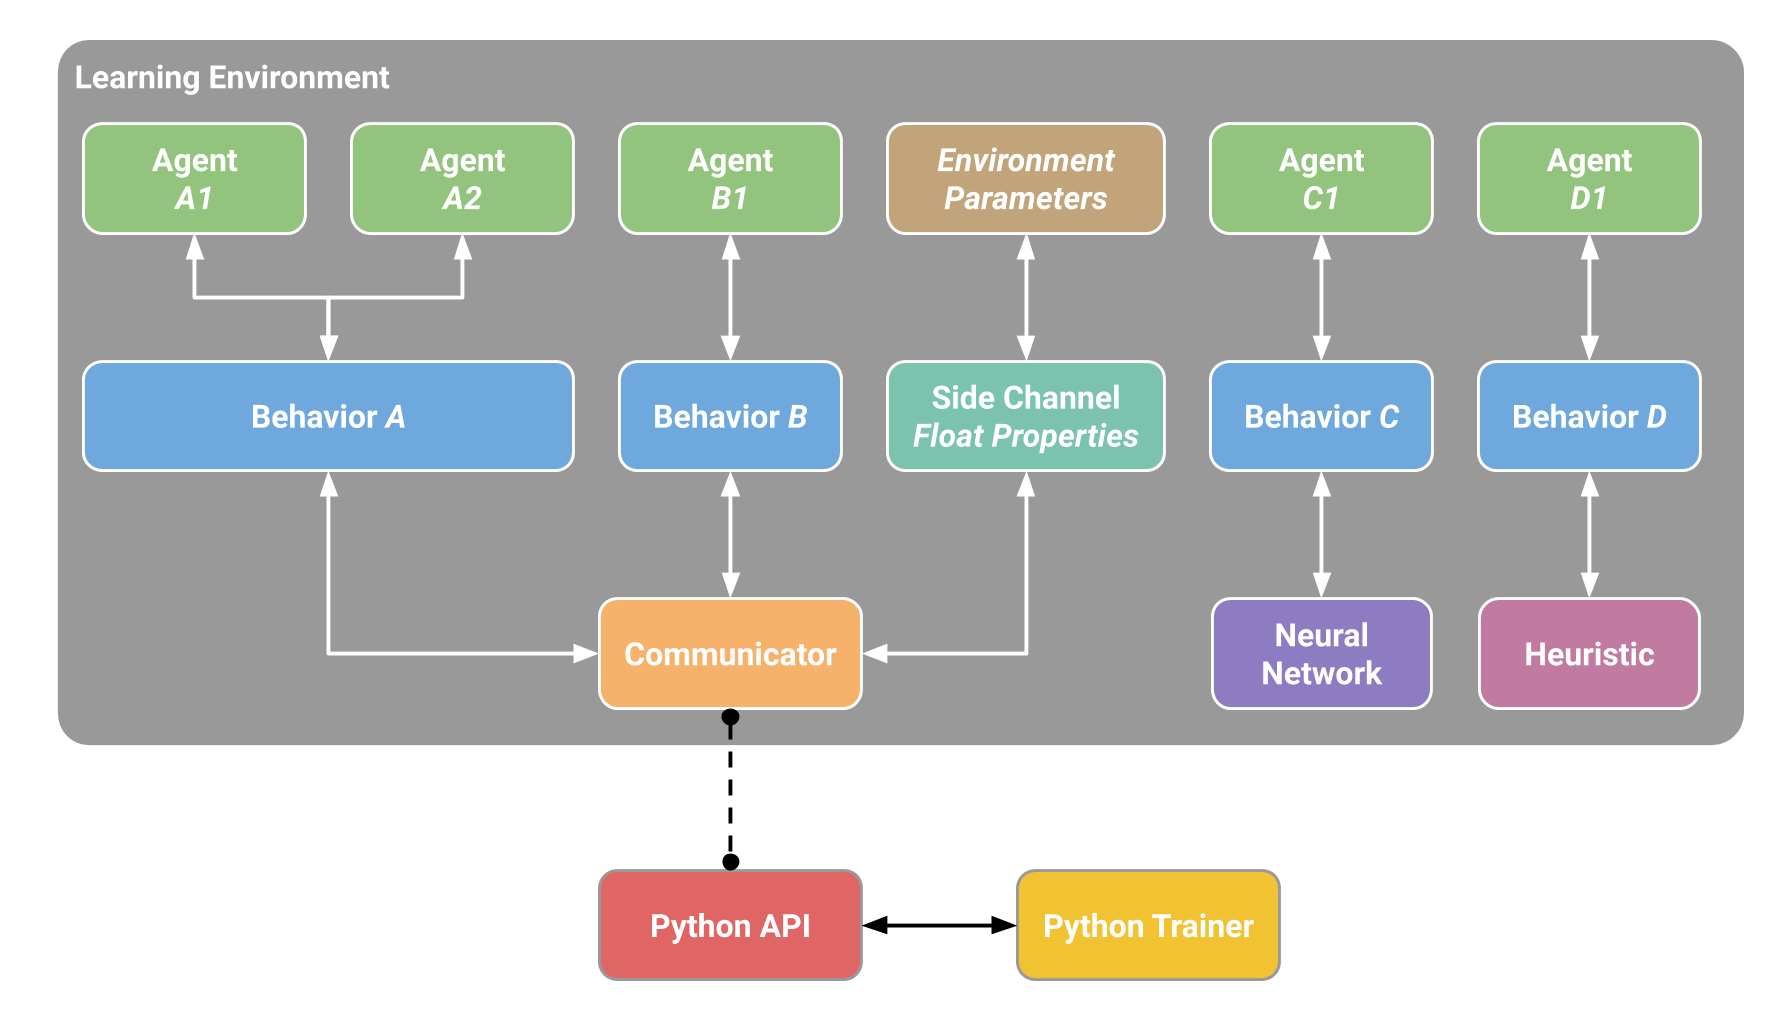 Learning Environment
Agent
A1
Agent
A2
Agent
B1
Environment
Parameters
Agent
C1
Agent
D1
Behavior A
Behavior B
Side Channel
Float Properties
Behavior C
Behavior D
Communicator
Neural
Network
Heuristic
Python API
Python Trainer